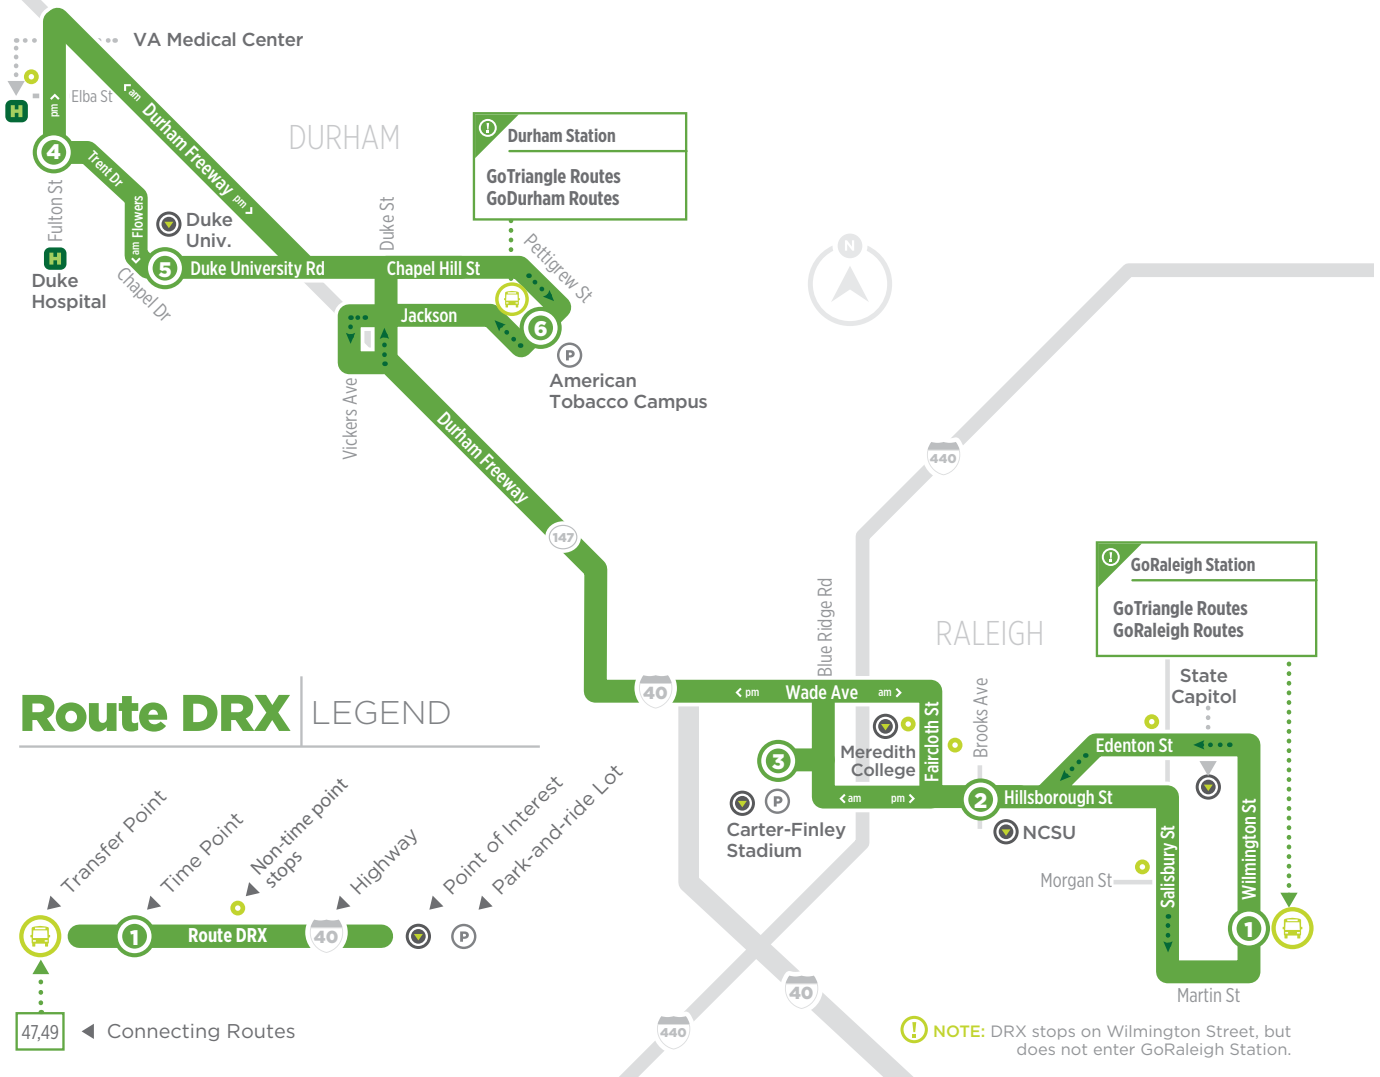 VA Medical Center
< am
Elba St
H
pm >
Durham Freeway
DURHAM
!
Durham Station
GoTriangle Routes
GoDurham Routes
4
Trent Dr
pm >
Fulton St
< am
Flowers
Duke
Univ.
Duke St
Pettigrew St
N
H
Duke
Hospital
Chapel Dr
5
Duke University Rd
Chapel Hill St
Jackson
6
P
American
Tobacco Campus
Vickers Ave
Durham Freeway
440
147
!
GoRaleigh Station
GoTriangle Routes
GoRaleigh Routes
Blue Ridge Rd
RALEIGH
40
< pm
Wade Ave
am >
State
Capitol
Brooks Ave
Route DRX
LEGEND
Faircloth St
Meredith
College
Edenton St
3
P
Carter-Finley
Stadium
< am
pm >
2
Hillsborough St
NCSU
Salisbury St
Wilmington St
Morgan St
1
Martin St
40
440
Transfer Point
Time Point
Non-time point
stops
Highway
Point of Interest
Park-and-ride Lot
1
Route DRX
40
P
47,49
Connecting Routes
! NOTE: DRX stops on Wilmington Street, but
does not enter GoRaleigh Station.